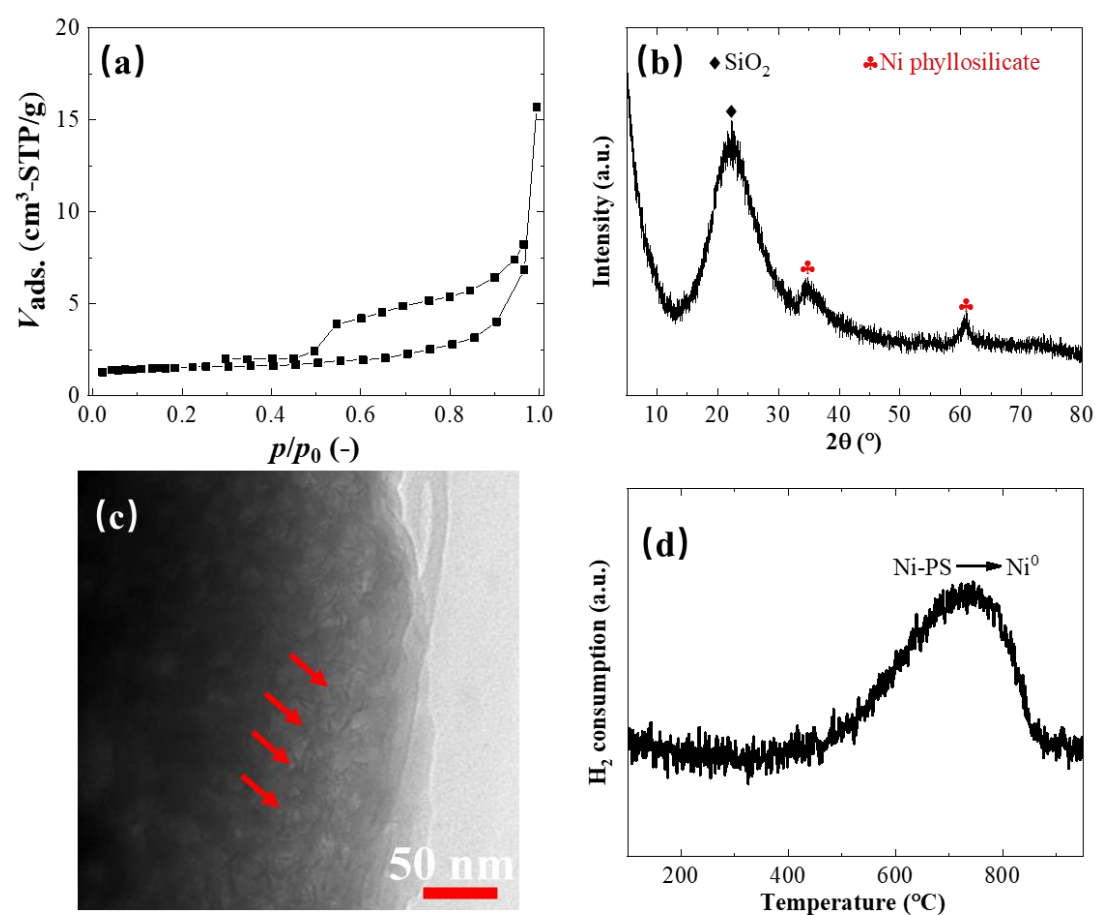 (a)
20
15
10
5
0
0.0 0.2 0.4 0.6 0.8 1.0
Vads. (cm³-STP/g)
p/p₀ (-)
(b)
♦SiO₂ ♣Ni phyllosilicate
Intensity (a.u.)
10 20 30 40 50 60 70 80
2θ (°)
(c)
50 nm
(d)
Ni-PS → Ni⁰
H₂ consumption (a.u.)
200 400 600 800
Temperature (°C)